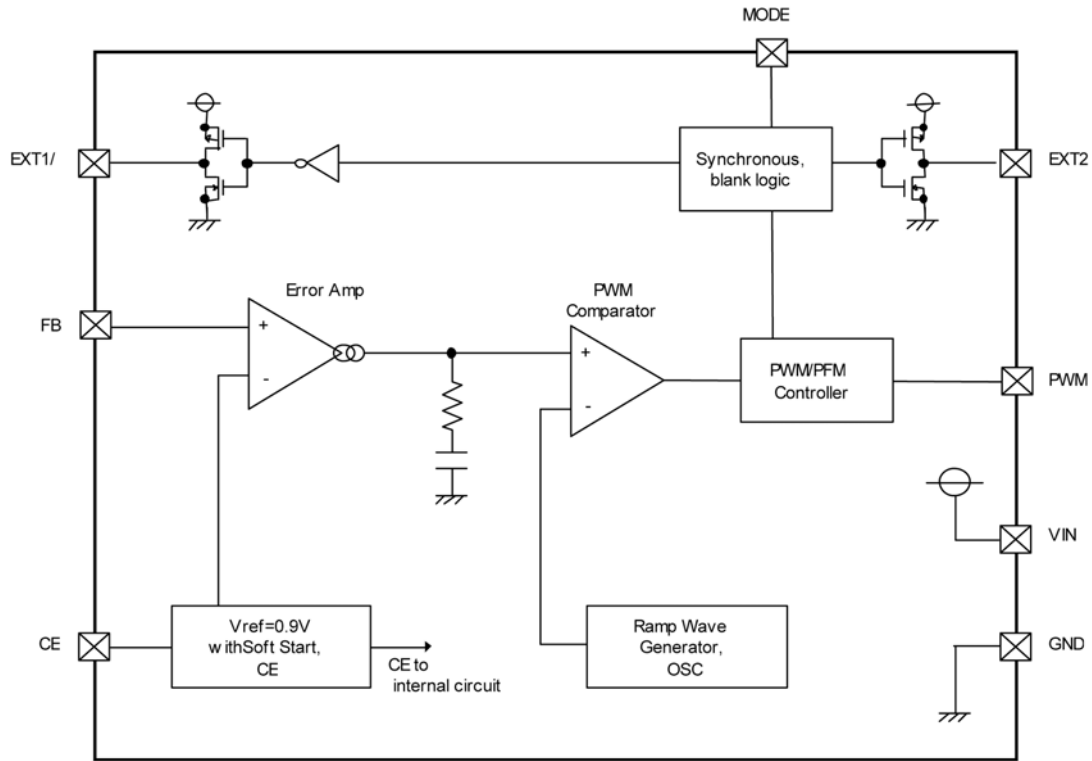 MODE
EXT1/
Synchronous,
blank logic
EXT2
Error Amp
PWM
Comparator
FB
+
-
+
-
PWM/PFM
Controller
PWM
VIN
CE
Vref=0.9V
withSoft Start,
CE
CE to
internal circuit
Ramp Wave
Generator,
OSC
GND